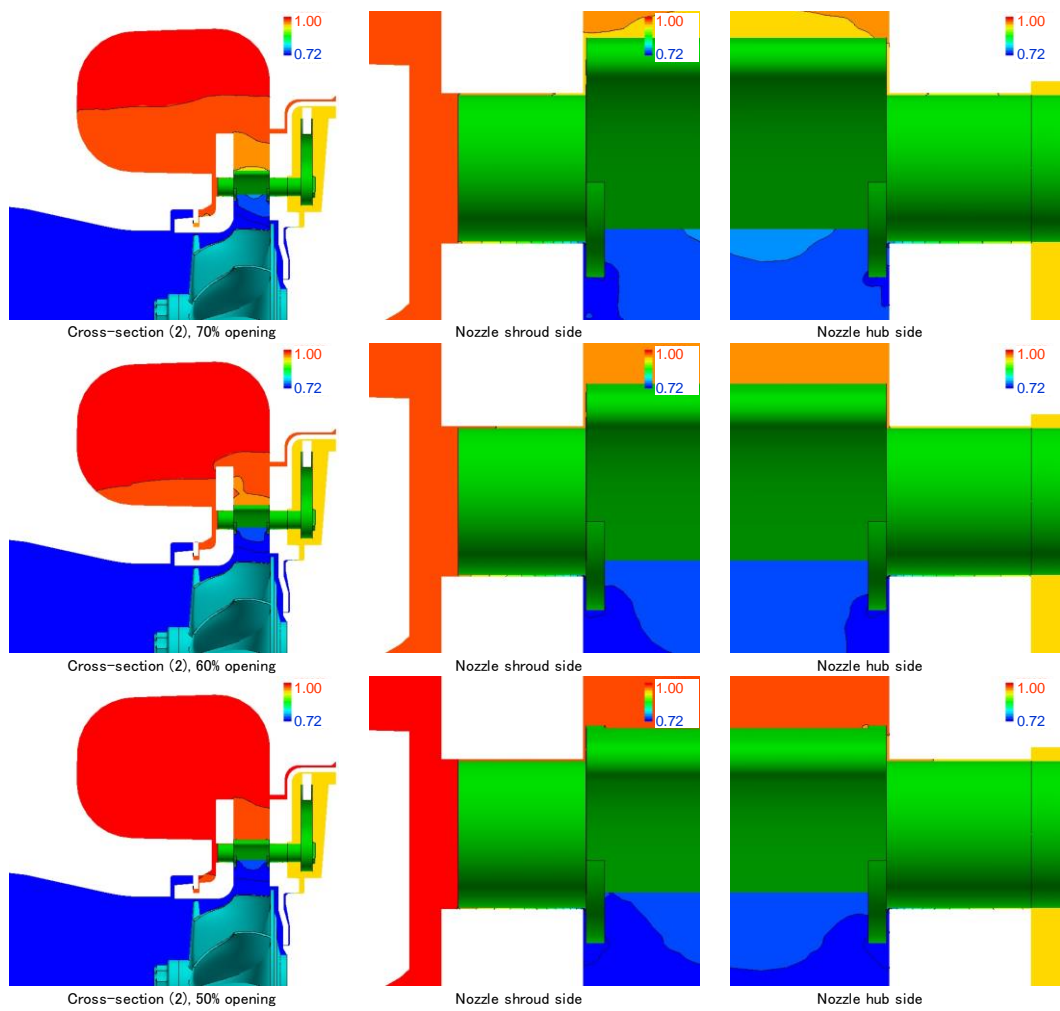 1.00
0.72
1.00
0.72
1.00
0.72
Cross-section (2), 70% opening
Nozzle shroud side
Nozzle hub side
1.00
0.72
1.00
0.72
1.00
0.72
Cross-section (2), 60% opening
Nozzle shroud side
Nozzle hub side
1.00
0.72
1.00
0.72
1.00
0.72
Cross-section (2), 50% opening
Nozzle shroud side
Nozzle hub side